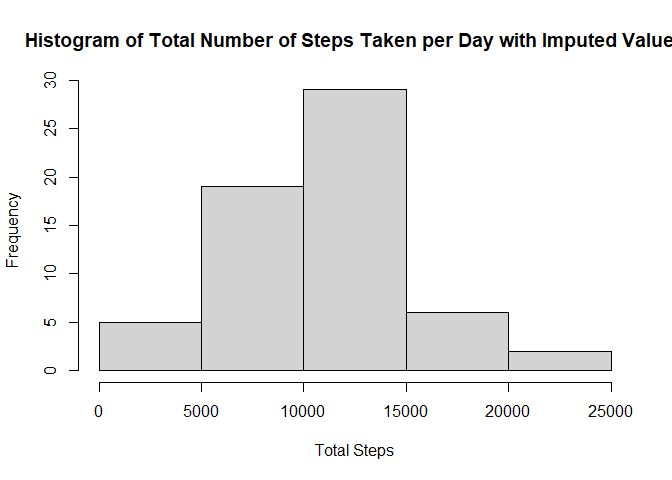 Histogram of Total Number of Steps Taken per Day with Imputed Value
Frequency
30
25
20
15
10
5
0
0 5000 10000 15000 20000 25000
Total Steps